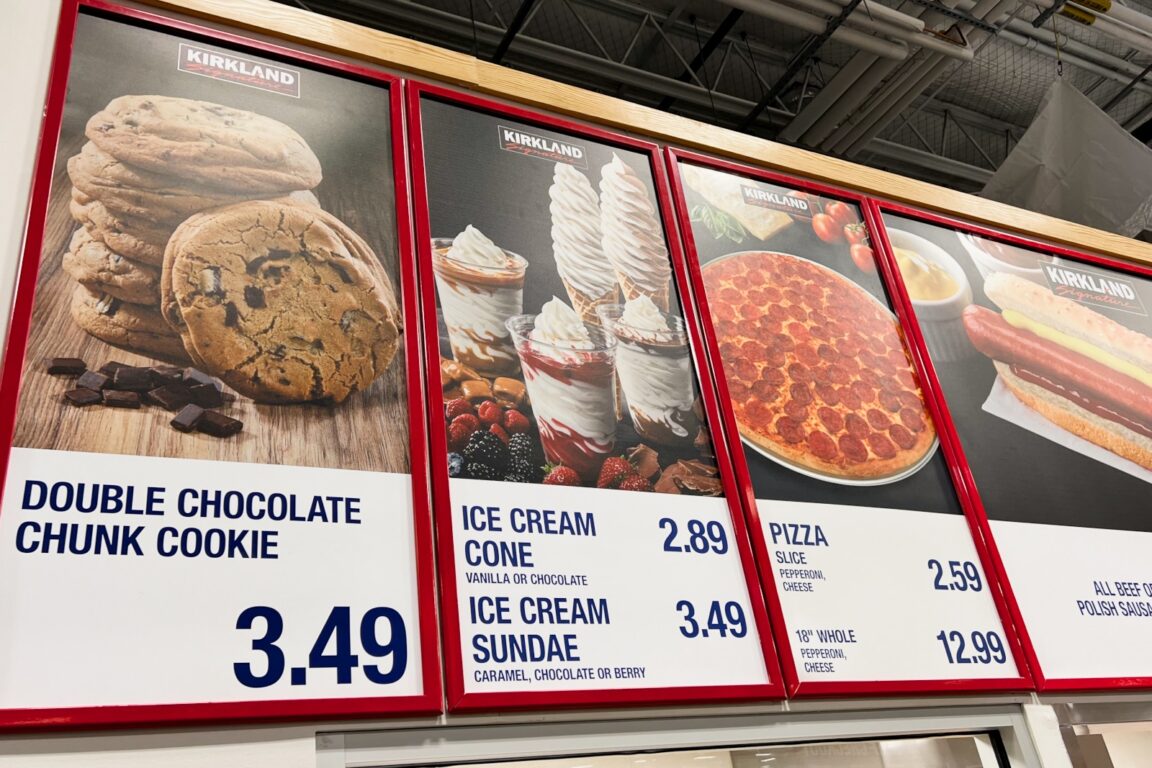 KIRKLAND
Signature
DOUBLE CHOCOLATE
CHUNK COOKIE
3.49
KIRKLAND
Signature
ICE CREAM
CONE
2.89
VANILLA OR CHOCOLATE
ICE CREAM
SUNDAE
3.49
CARAMEL, CHOCOLATE OR BERRY
KIRKLAND
Signature
PIZZA
SLICE
PEPPERONI,
CHEESE
2.59
18" WHOLE
PEPPERONI,
CHEESE
12.99
KIRKLAND
Signature
ALL BEEF
POLISH